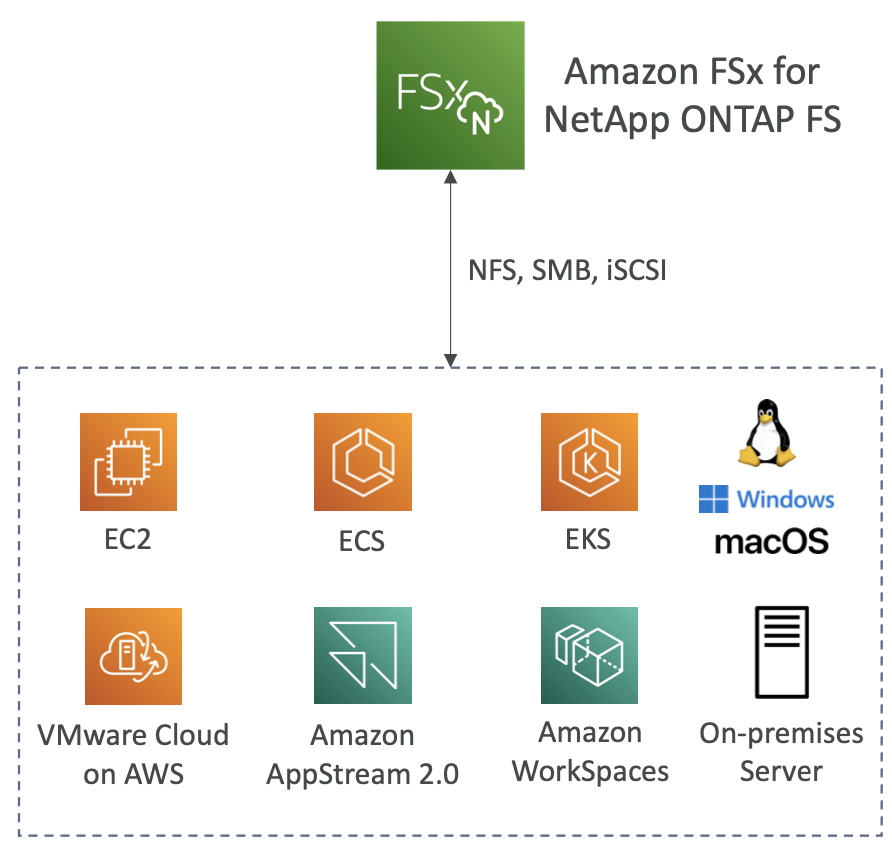 FSx
N
Amazon FSx for
NetApp ONTAP FS
NFS, SMB, iSCSI
EC2
ECS
K
EKS
Windows
macOS
VMware Cloud
on AWS
Amazon
AppStream 2.0
Amazon
WorkSpaces
On-premises
Server